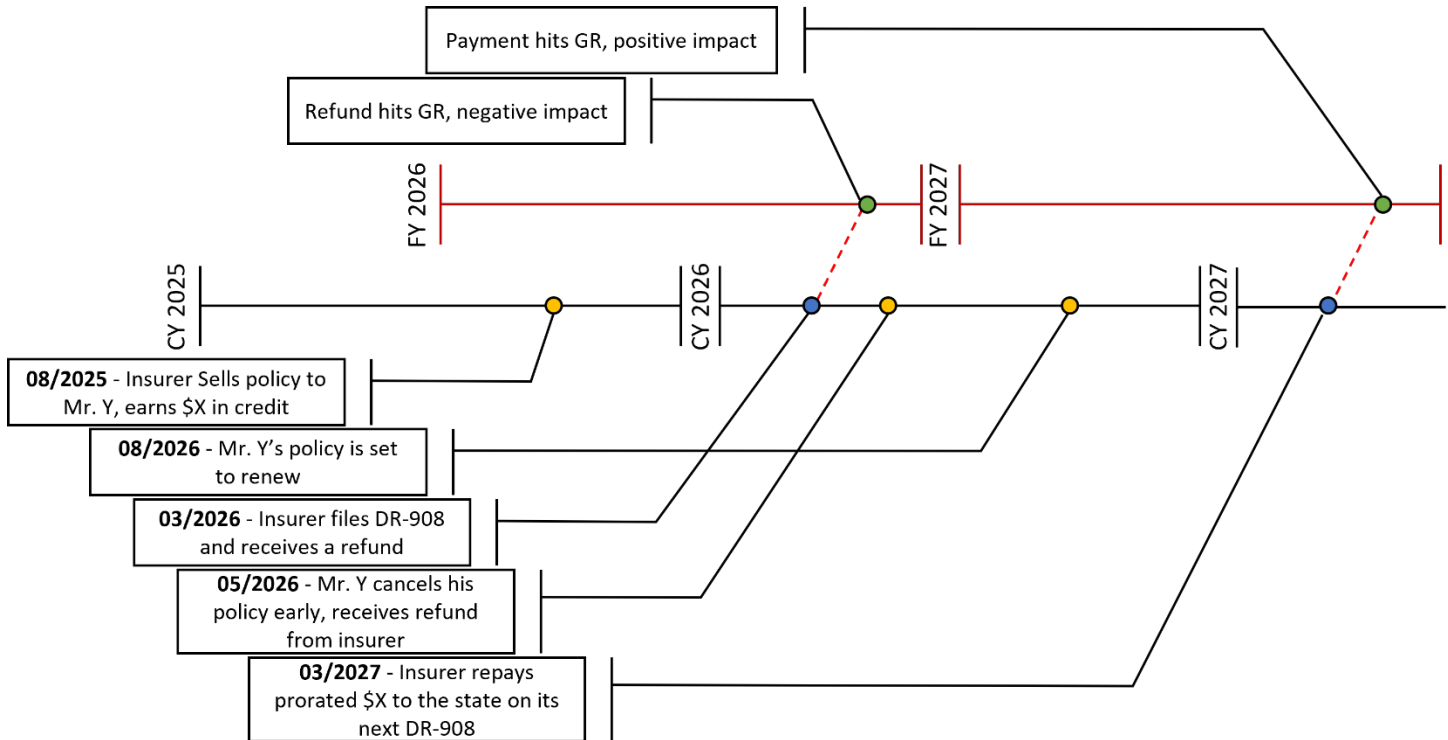 Payment hits GR, positive impact
Refund hits GR, negative impact
FY 2026
FY 2027
CY 2025
CY 2026
CY 2027
08/2025 - Insurer Sells policy to
Mr. Y, earns $X in credit
08/2026 - Mr. Y’s policy is set
to renew
03/2026 - Insurer files DR-908
and receives a refund
05/2026 - Mr. Y cancels his
policy early, receives refund
from insurer
03/2027 - Insurer repays
prorated $X to the state on its
next DR-908